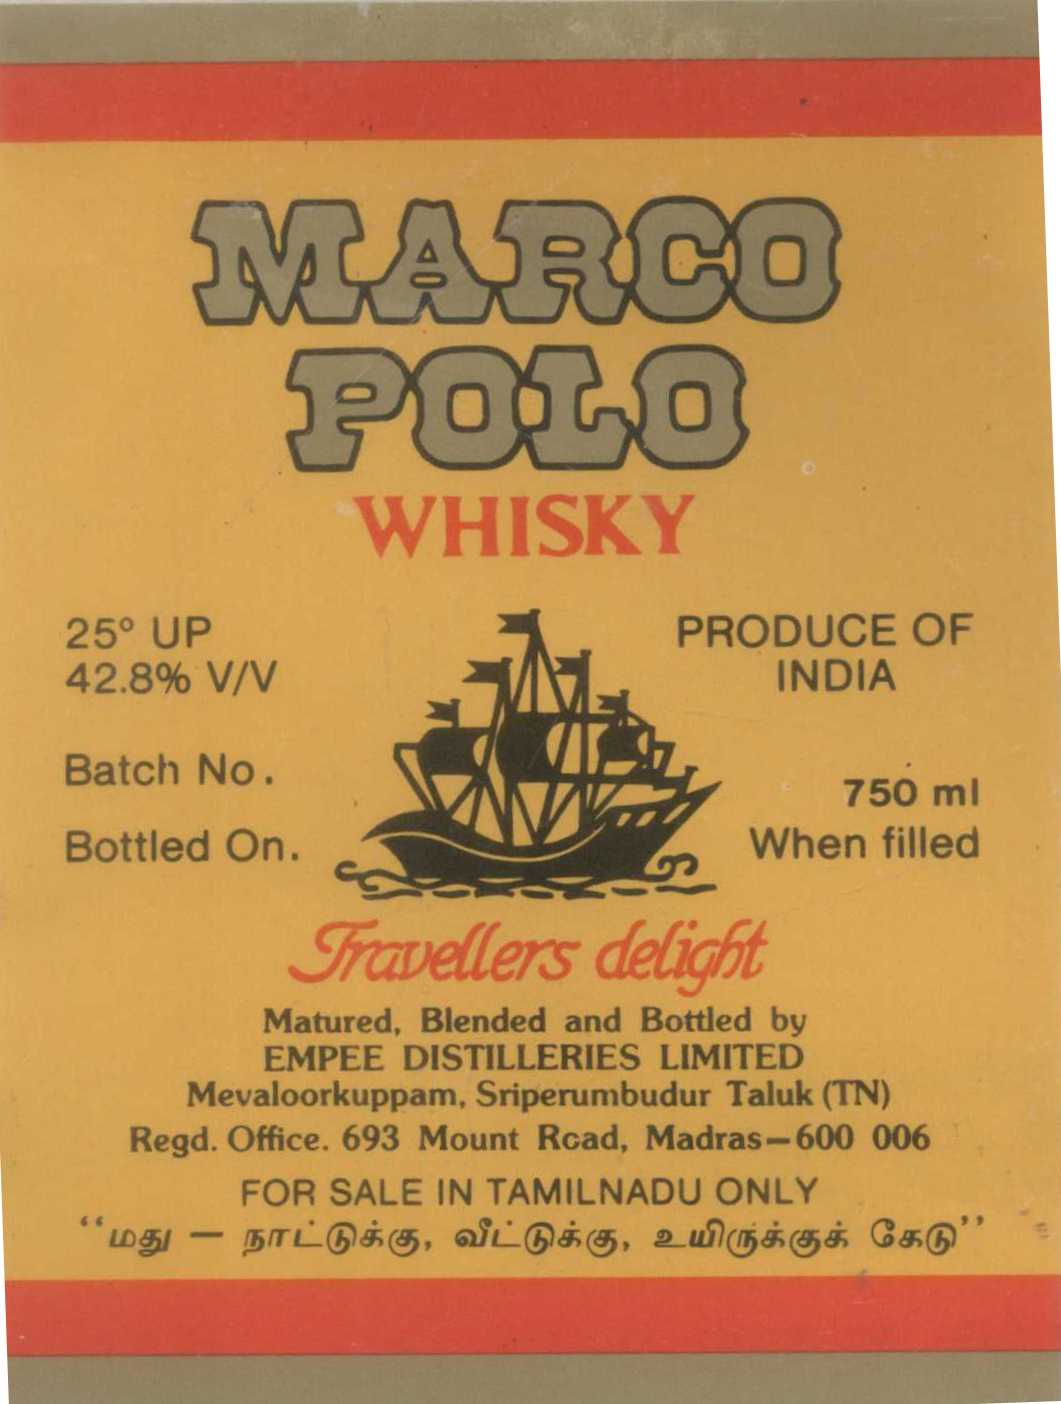 MARCO
POLO
WHISKY
25° UP
42.8% V/V
PRODUCE OF
INDIA
Batch No.
Bottled On.
750 ml
When filled
Travellers delight
Matured, Blended and Bottled by
EMPEE DISTILLERIES LIMITED
Mevaloorkuppam, Sriperumbudur Taluk (TN)
Regd. Office. 693 Mount Road, Madras–600 006
FOR SALE IN TAMILNADU ONLY
“மது – நாட்டுக்கு, வீட்டுக்கு, உயிருக்குக் கேடு”